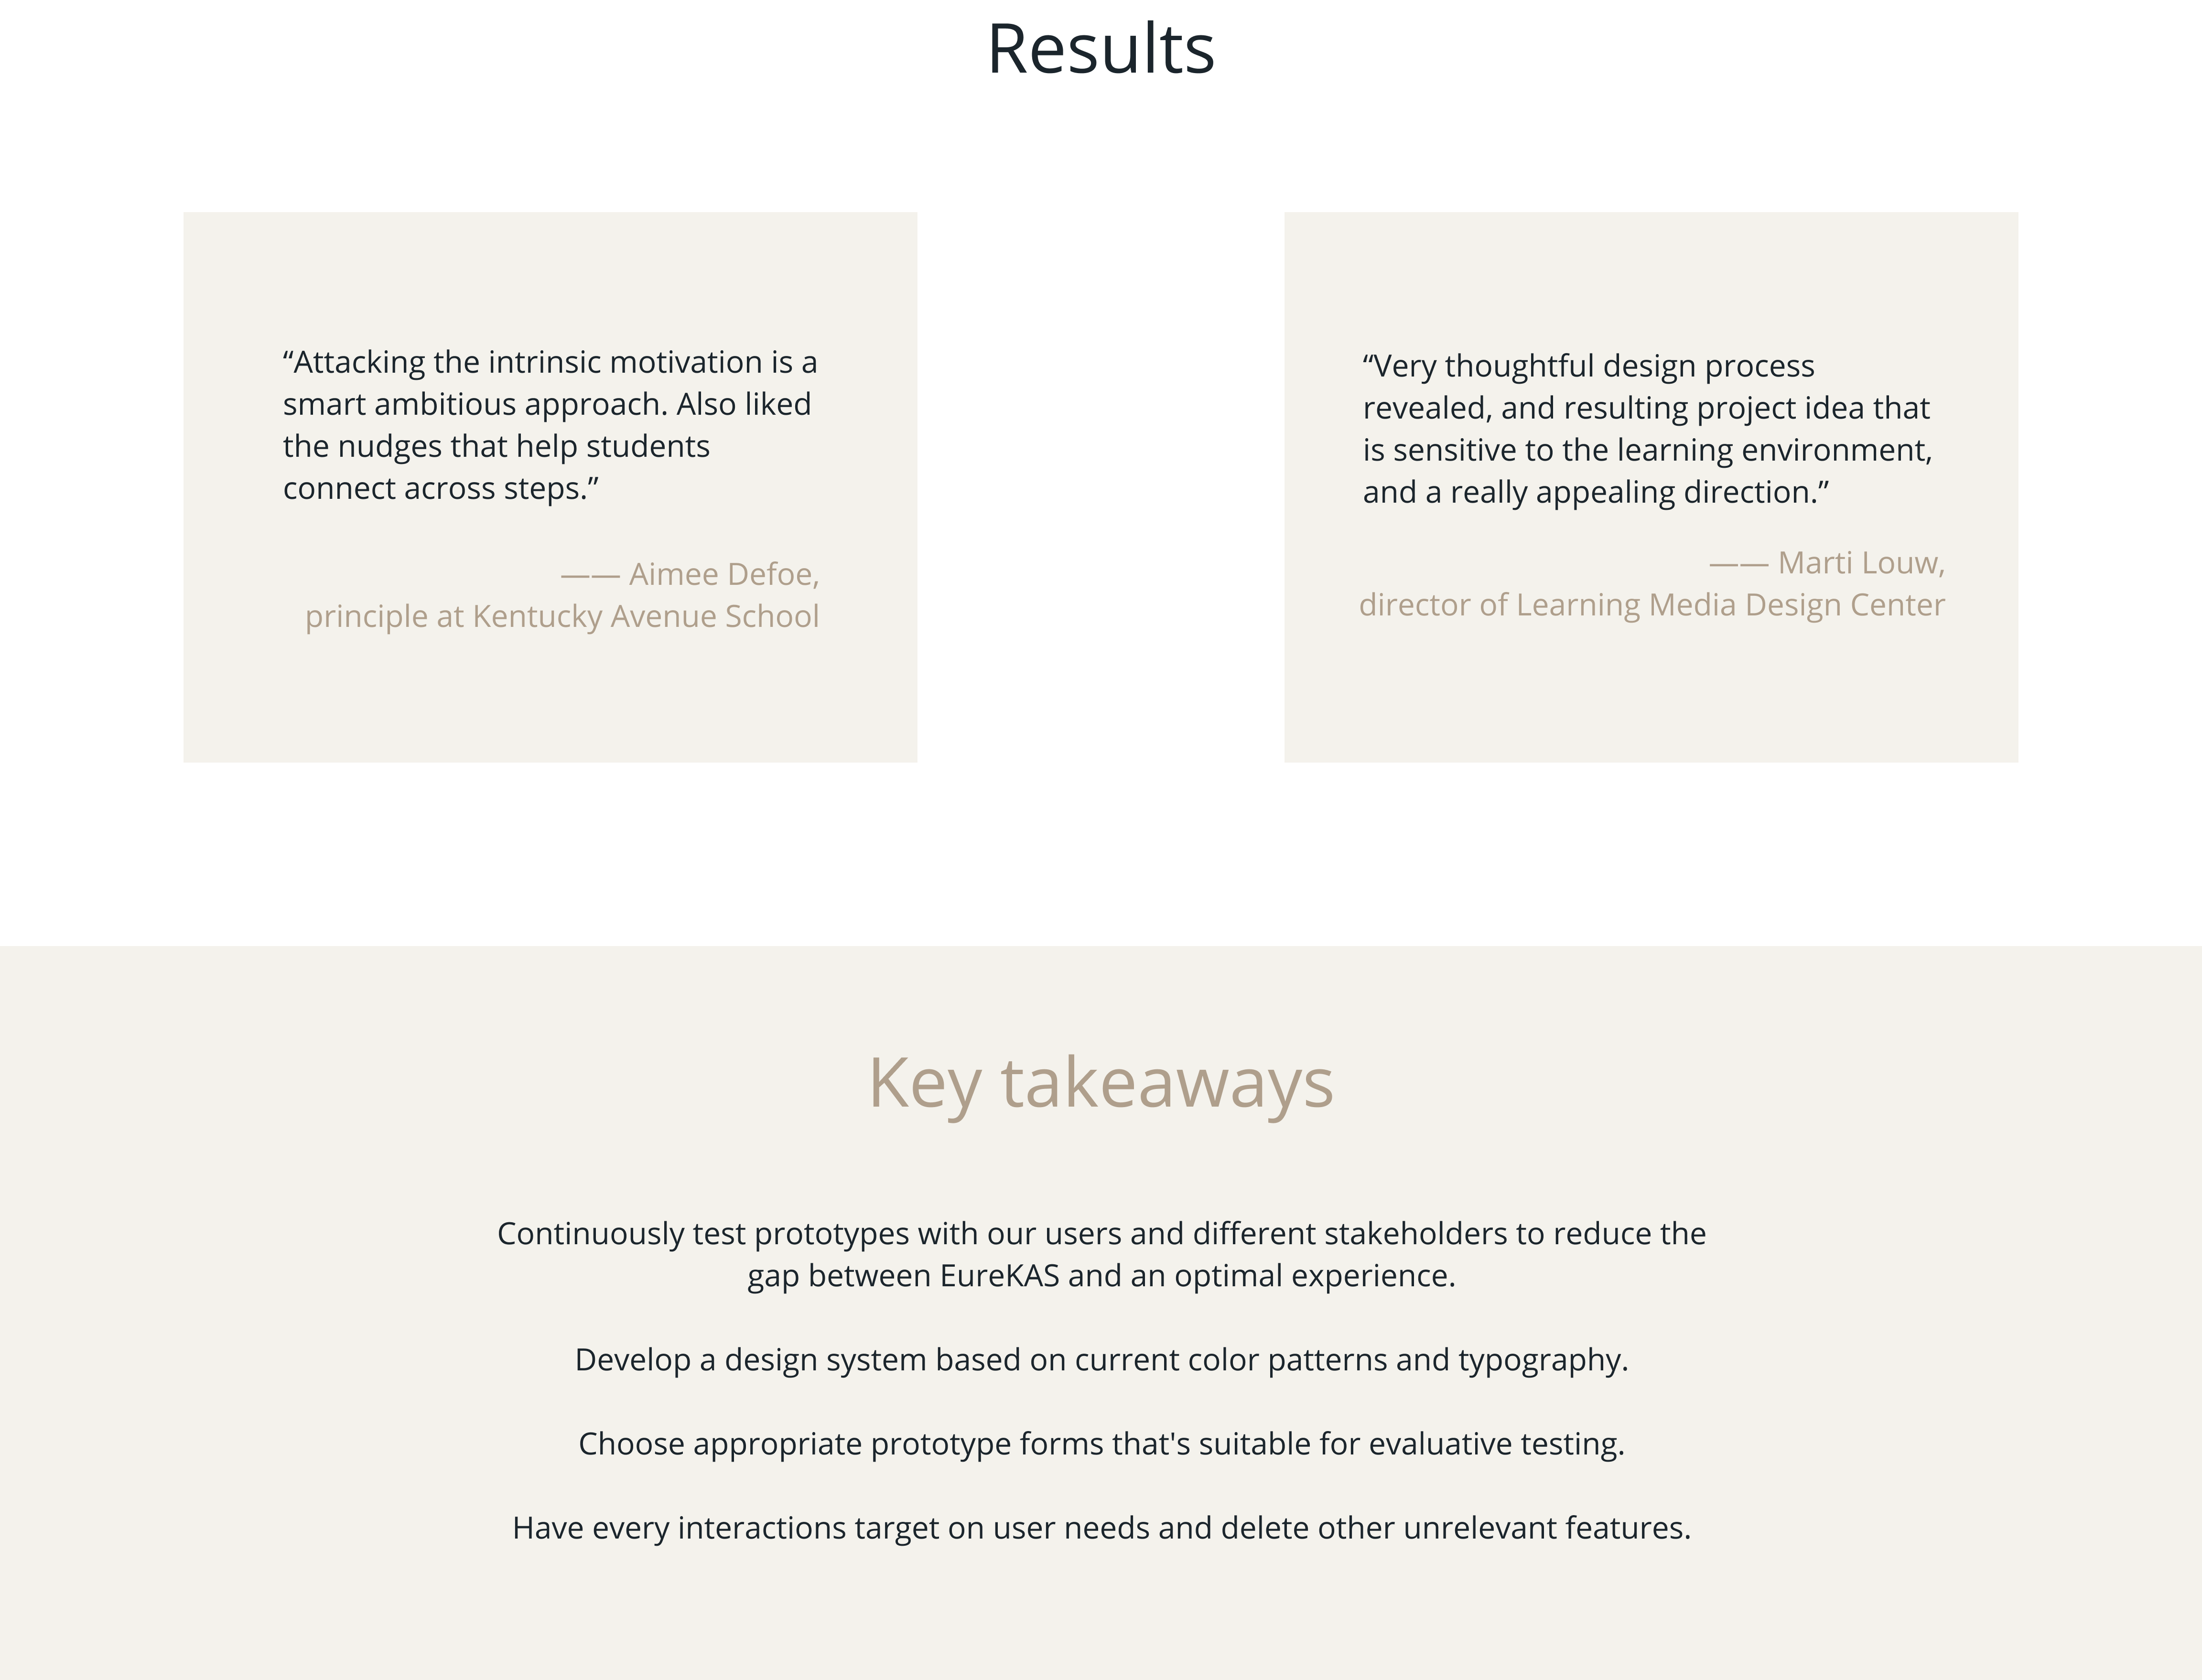 Results
“Attacking the intrinsic motivation is a
smart ambitious approach. Also liked
the nudges that help students
connect across steps.”
—— Aimee Defoe,
principle at Kentucky Avenue School
“Very thoughtful design process
revealed, and resulting project idea that
is sensitive to the learning environment,
and a really appealing direction.”
—— Marti Louw,
director of Learning Media Design Center
Key takeaways
Continuously test prototypes with our users and different stakeholders to reduce the
gap between EureKAS and an optimal experience.
Develop a design system based on current color patterns and typography.
Choose appropriate prototype forms that's suitable for evaluative testing.
Have every interactions target on user needs and delete other unrelevant features.